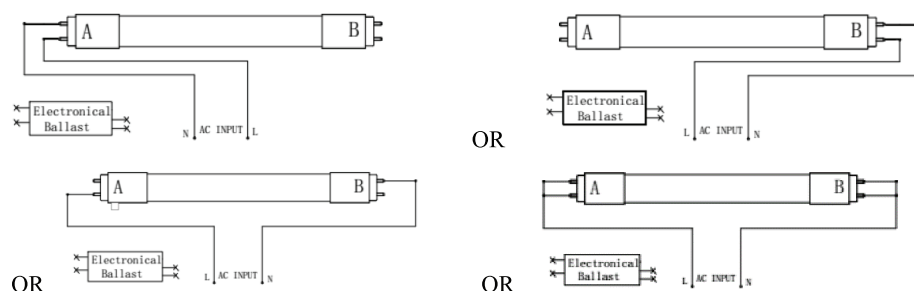 A B
Electronical
Ballast
N AC INPUT L
OR
A B
Electronical
Ballast
L AC INPUT N
OR
A B
Electronical
Ballast
L AC INPUT N
OR
A B
Electronical
Ballast
L AC INPUT N